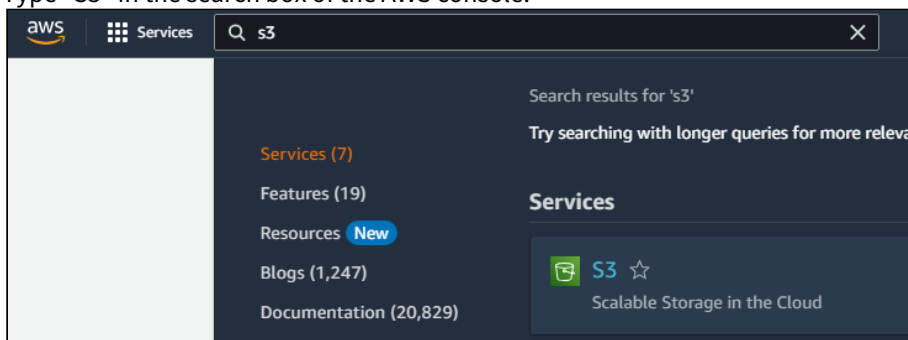 aws Services s3
Search results for 's3'
Try searching with longer queries for more
Services (7)
Features (19)
Services
Resources New
Blogs (1,247)
S3
Scalable Storage in the Cloud
Documentation (20,829)